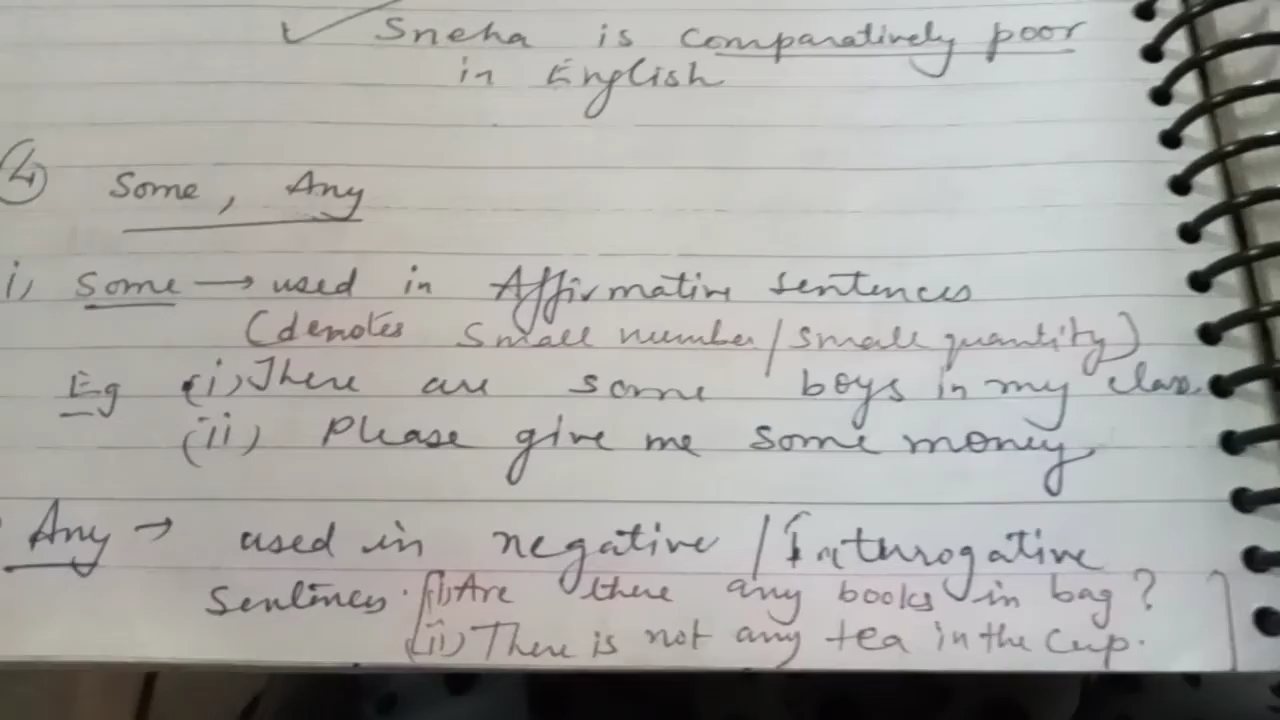 ✓ Sneha is comparatively poor
in English
④ Some, Any
i) Some → used in Affirmative sentences
(denotes small number/small quantity)
Eg (i) There are some boys in my class.
(ii) Please give me some money
Any → used in negative / Interrogative
Sentences. (i) Are there any books in bag?
(ii) There is not any tea in the cup.